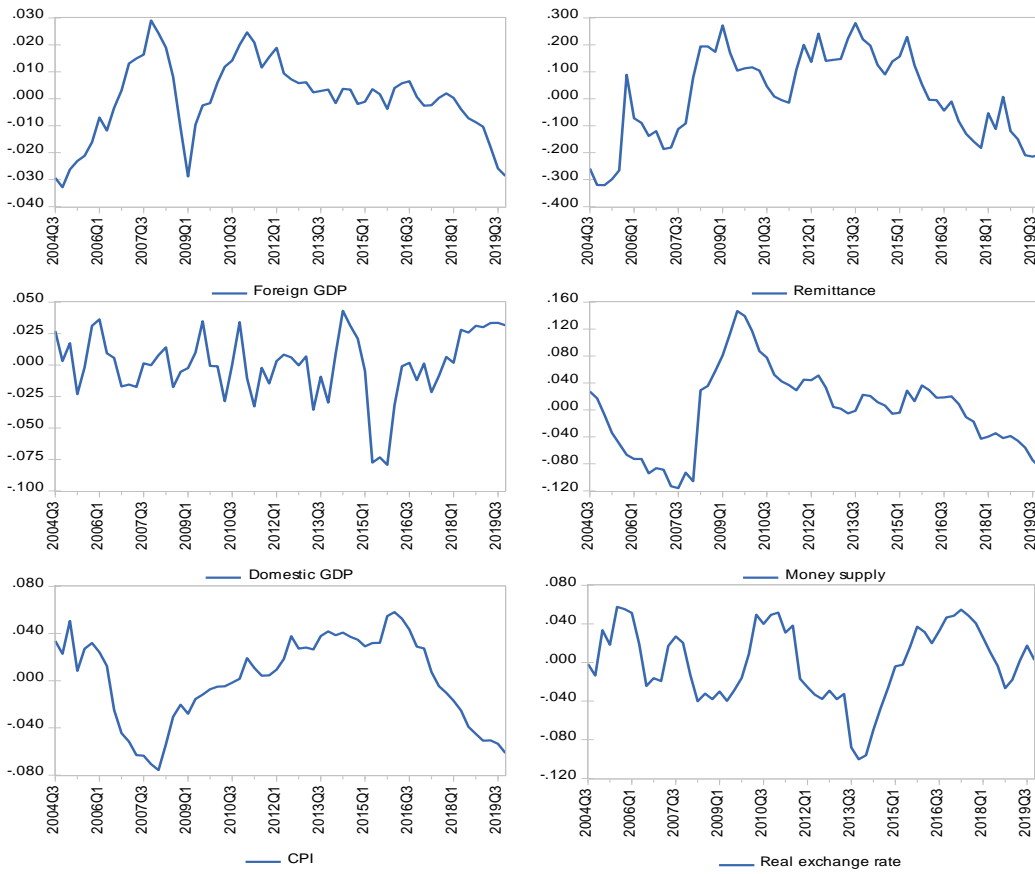 .030
.020
.010
.000
-.010
-.020
-.030
-.040
2004Q3
2006Q1
2007Q3
2009Q1
2010Q3
2012Q1
2013Q3
2015Q1
2016Q3
2018Q1
2019Q3
Foreign GDP
.300
.200
.100
.000
-.100
-.200
-.300
-.400
2004Q3
2006Q1
2007Q3
2009Q1
2010Q3
2012Q1
2013Q3
2015Q1
2016Q3
2018Q1
2019Q3
Remittance
.050
.025
.000
-.025
-.050
-.075
-.100
2004Q3
2006Q1
2007Q3
2009Q1
2010Q3
2012Q1
2013Q3
2015Q1
2016Q3
2018Q1
2019Q3
Domestic GDP
.160
.120
.080
.040
.000
-.040
-.080
-.120
2004Q3
2006Q1
2007Q3
2009Q1
2010Q3
2012Q1
2013Q3
2015Q1
2016Q3
2018Q1
2019Q3
Money supply
.080
.040
.000
-.040
-.080
2004Q3
2006Q1
2007Q3
2009Q1
2010Q3
2012Q1
2013Q3
2015Q1
2016Q3
2018Q1
2019Q3
CPI
.080
.040
.000
-.040
-.080
-.120
2004Q3
2006Q1
2007Q3
2009Q1
2010Q3
2012Q1
2013Q3
2015Q1
2016Q3
2018Q1
2019Q3
Real exchange rate